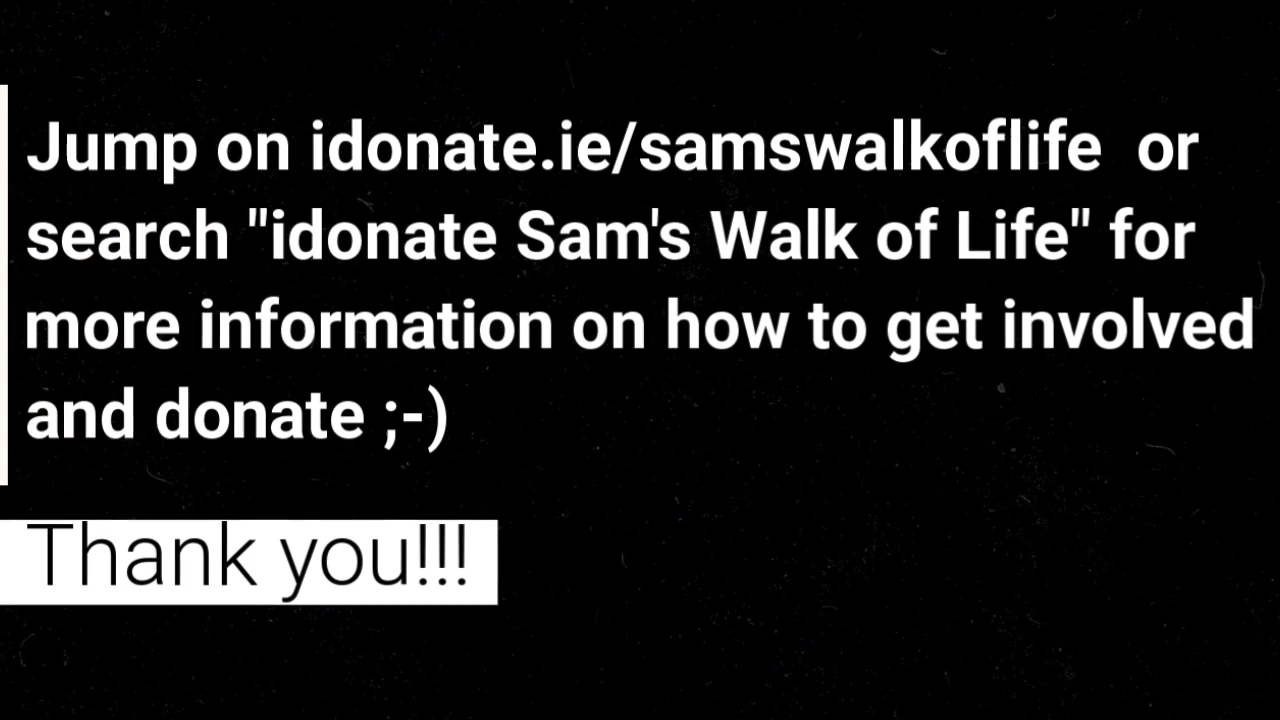 Jump on idonate.ie/samswalkoflife or
search "idonate Sam's Walk of Life" for
more information on how to get involved
and donate ;-)
Thank you!!!